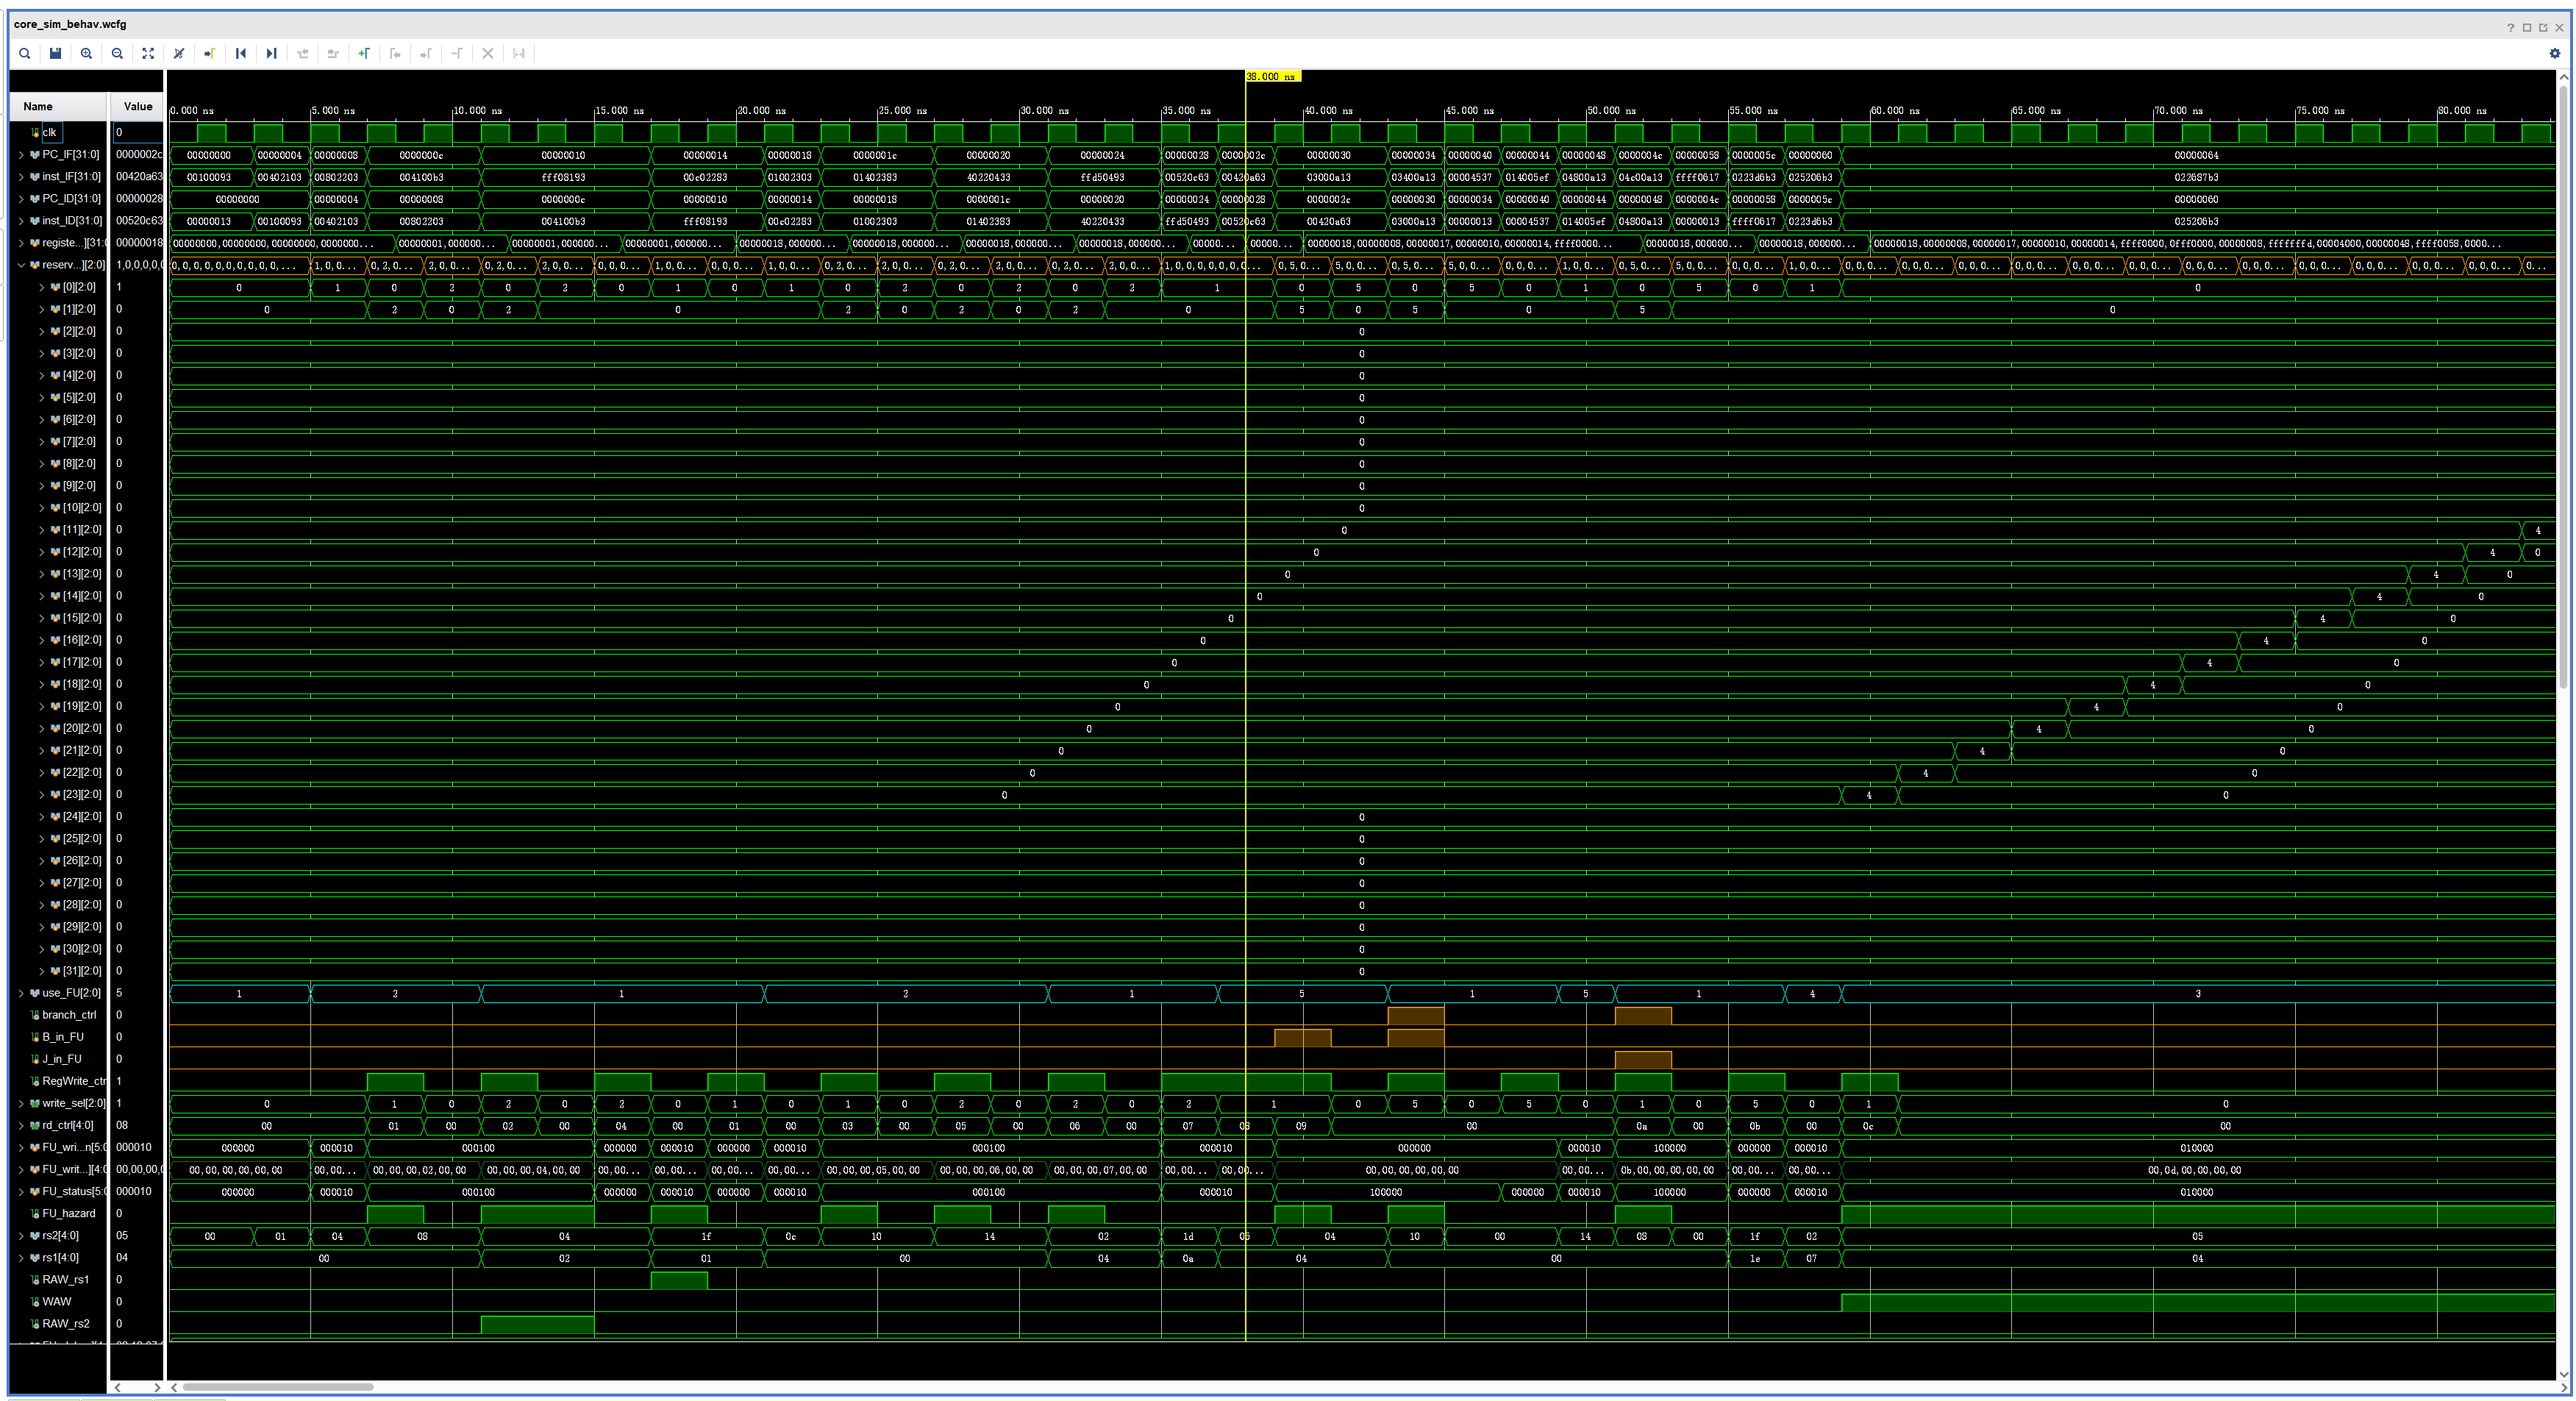 core_sim_behav.wcfg
38.000 ns
Name Value 0.000 ns 5.000 ns 10.000 ns 15.000 ns 20.000 ns 25.000 ns 30.000 ns 35.000 ns 40.000 ns 45.000 ns 50.000 ns 55.000 ns 60.000 ns 65.000 ns 70.000 ns 75.000 ns 80.000 ns
clk 0
PC_IF[31:0] 0000002c 00000000 00000004 00000008 0000000c 00000010 00000014 00000018 0000001c 00000020 00000024 00000028 0000002c 00000030 00000034 00000040 00000044 00000048 0000004c 00000058 0000005c 00000060 00000064
inst_IF[31:0] 00420a63 00100093 00402103 00802203 004100b3 fff08193 00c02283 01002303 01402383 40220433 ffd50493 00520c63 00420a63 03000a13 03400a13 00004537 014005ef 04800a13 04c00a13 ffff0617 0223d6b3 025206b3 022687b3
PC_ID[31:0] 00000028 00000000 00000004 00000008 0000000c 00000010 00000014 00000018 0000001c 00000020 00000024 00000028 0000002c 00000030 00000034 00000040 00000044 00000048 0000004c 00000058 0000005c 00000060
inst_ID[31:0] 00520c63 00000013 00100093 00402103 00802203 004100b3 fff08193 00c02283 01002303 01402383 40220433 ffd50493 00520c63 00420a63 03000a13 00000013 00004537 014005ef 04800a13 00000013 ffff0617 0223d6b3 025206b3
registe...][31:0 00000018 00000000,00000000,00000000,0000000... 00000001,000000... 00000001,000000... 00000001,000000... 00000018,000000... 00000018,000000... 00000018,000000... 00000018,000000... 00000... 00000... 00000018,00000008,00000017,00000010,00000014,ffff0000... 00000018,000000... 00000018,000000... 00000018,00000008,00000017,00000010,00000014,ffff0000,0fff0000,00000008,fffffffd,00004000,00000048,ffff0058,0000...
reserv...][2:0] 1,0,0,0,0,0 0,0,0,0,0,0,0,0,0,0,... 1,0,0... 0,2,0... 2,0,0... 0,2,0... 2,0,0... 0,0,0... 1,0,0... 0,0,0... 1,0,0... 0,2,0... 2,0,0... 0,2,0... 2,0,0... 0,2,0... 2,0,0... 1,0,0,0,0,0,0,0... 0,5,0... 5,0,0... 0,5,0... 5,0,0... 0,0,0... 1,0,0... 0,5,0... 5,0,0... 0,0,0... 1,0,0... 0,0,0... 0,0,0... 0,0,0... 0,0,0... 0,0,0... 0,0,0... 0,0,0... 0,0,0... 0,0,0... 0,0,0... 0,0,0... 0,0,0... 0...
[0][2:0] 1 0 1 0 2 0 2 0 1 0 1 0 2 0 2 0 2 1 0 5 0 5 0 1 0 5 0 1 0
[1][2:0] 0 0 2 0 2 0 2 0 2 0 2 0 5 0 5 0 5 0
[2][2:0] 0 0
[3][2:0] 0 0
[4][2:0] 0 0
[5][2:0] 0 0
[6][2:0] 0 0
[7][2:0] 0 0
[8][2:0] 0 0
[9][2:0] 0 0
[10][2:0] 0 0
[11][2:0] 0 0 4
[12][2:0] 0 0 4 0
[13][2:0] 0 0 4 0
[14][2:0] 0 0 4 0
[15][2:0] 0 0 4 0
[16][2:0] 0 0 4 0
[17][2:0] 0 0 4 0
[18][2:0] 0 0 4 0
[19][2:0] 0 0 4 0
[20][2:0] 0 0 4 0
[21][2:0] 0 0 4 0
[22][2:0] 0 0 4 0
[23][2:0] 0 0 4 0
[24][2:0] 0 0
[25][2:0] 0 0
[26][2:0] 0 0
[27][2:0] 0 0
[28][2:0] 0 0
[29][2:0] 0 0
[30][2:0] 0 0
[31][2:0] 0 0
use_FU[2:0] 5 1 2 1 2 1 5 1 5 1 4 3
branch_ctrl 0
B_in_FU 0
J_in_FU 0
RegWrite_ctr 1
write_sel[2:0] 1 0 1 0 2 0 2 0 1 0 1 0 2 0 2 0 2 1 0 5 0 5 0 1 0 5 0 1 0
rd_ctrl[4:0] 08 00 01 00 02 00 04 00 01 00 03 00 05 00 06 00 07 08 09 00 0a 00 0b 00 0c 00
FU_wri...n[5:0 000010 000000 000010 000100 000000 000010 000000 000010 000100 000010 000000 000010 100000 000000 000010 010000
FU_writ...][4:0 00,00,00,0 00,00,00,00,00,00 00,00... 00,00,00,02,00,00 00,00,00,04,00,00 00,00... 00,00... 00,00... 00,00... 00,00,00,05,00,00 00,00,00,06,00,00 00,00,00,07,00,00 00,00... 00,00... 00,00,00,00,00,00 00,00... 0b,00,00,00,00,00 00,00... 00,00... 00,0d,00,00,00,00
FU_status[5:0 000010 000000 000010 000100 000000 000010 000000 000010 000100 000010 100000 000000 000010 100000 000000 000010 010000
FU_hazard 0
rs2[4:0] 05 00 01 04 08 04 1f 0c 10 14 02 1d 05 04 10 00 14 08 00 1f 02 05
rs1[4:0] 04 00 02 01 00 04 0a 04 00 1e 07 04
RAW_rs1 0
WAW 0
RAW_rs2 0